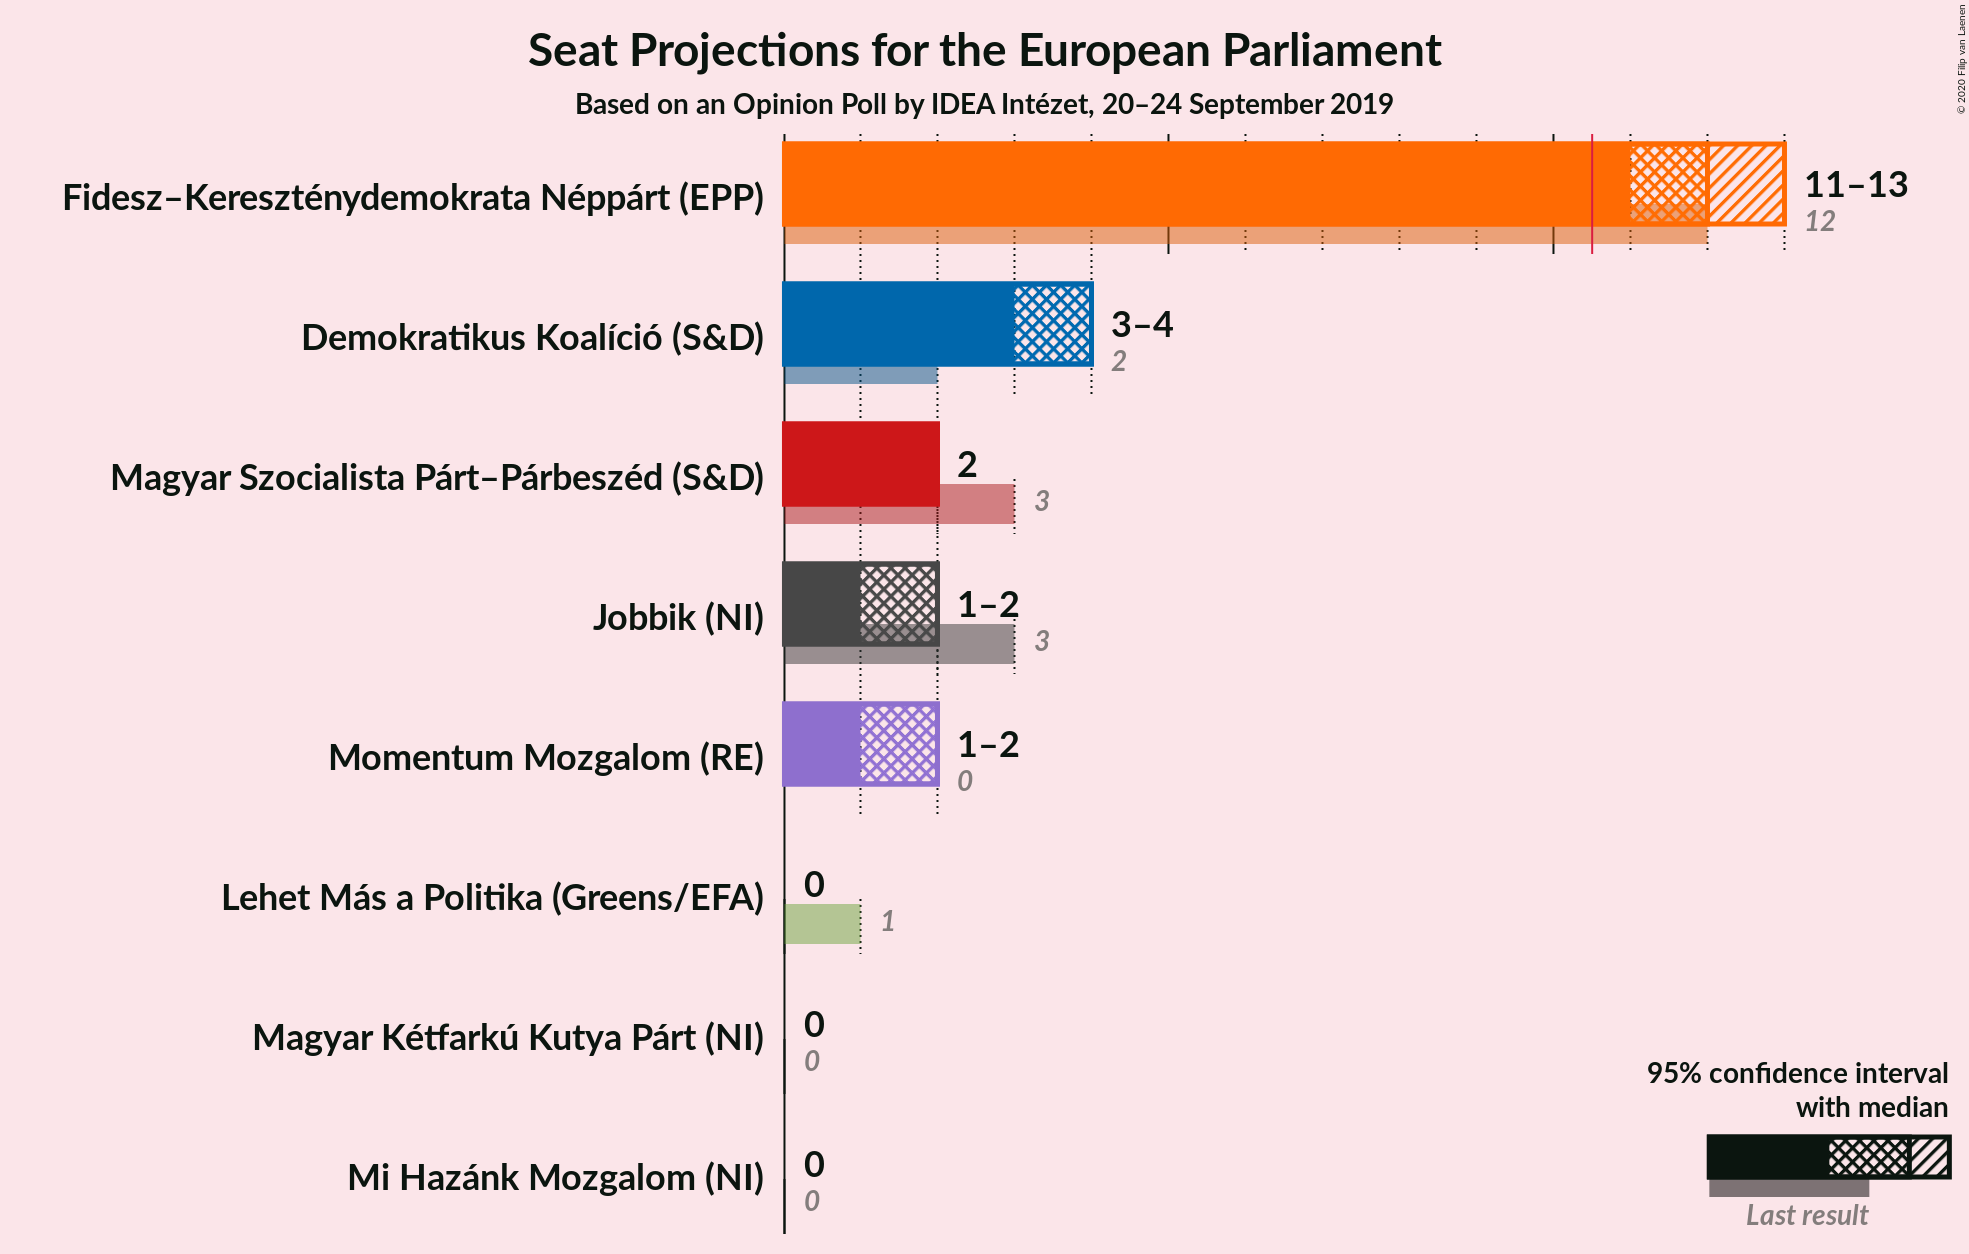 Seat Projections for the European Parliament
Based on an Opinion Poll by IDEA Intézet, 20–24 September 2019
© 2020 Filip van Laenen
Fidesz–Kereszténydemokrata Néppárt (EPP)
11–13
12
Demokratikus Koalíció (S&D)
3–4
2
Magyar Szocialista Párt–Párbeszéd (S&D)
2
3
Jobbik (NI)
1–2
3
Momentum Mozgalom (RE)
1–2
0
Lehet Más a Politika (Greens/EFA)
0
1
Magyar Kétfarkú Kutya Párt (NI)
0
0
Mi Hazánk Mozgalom (NI)
0
0
95% confidence interval
with median
Last result